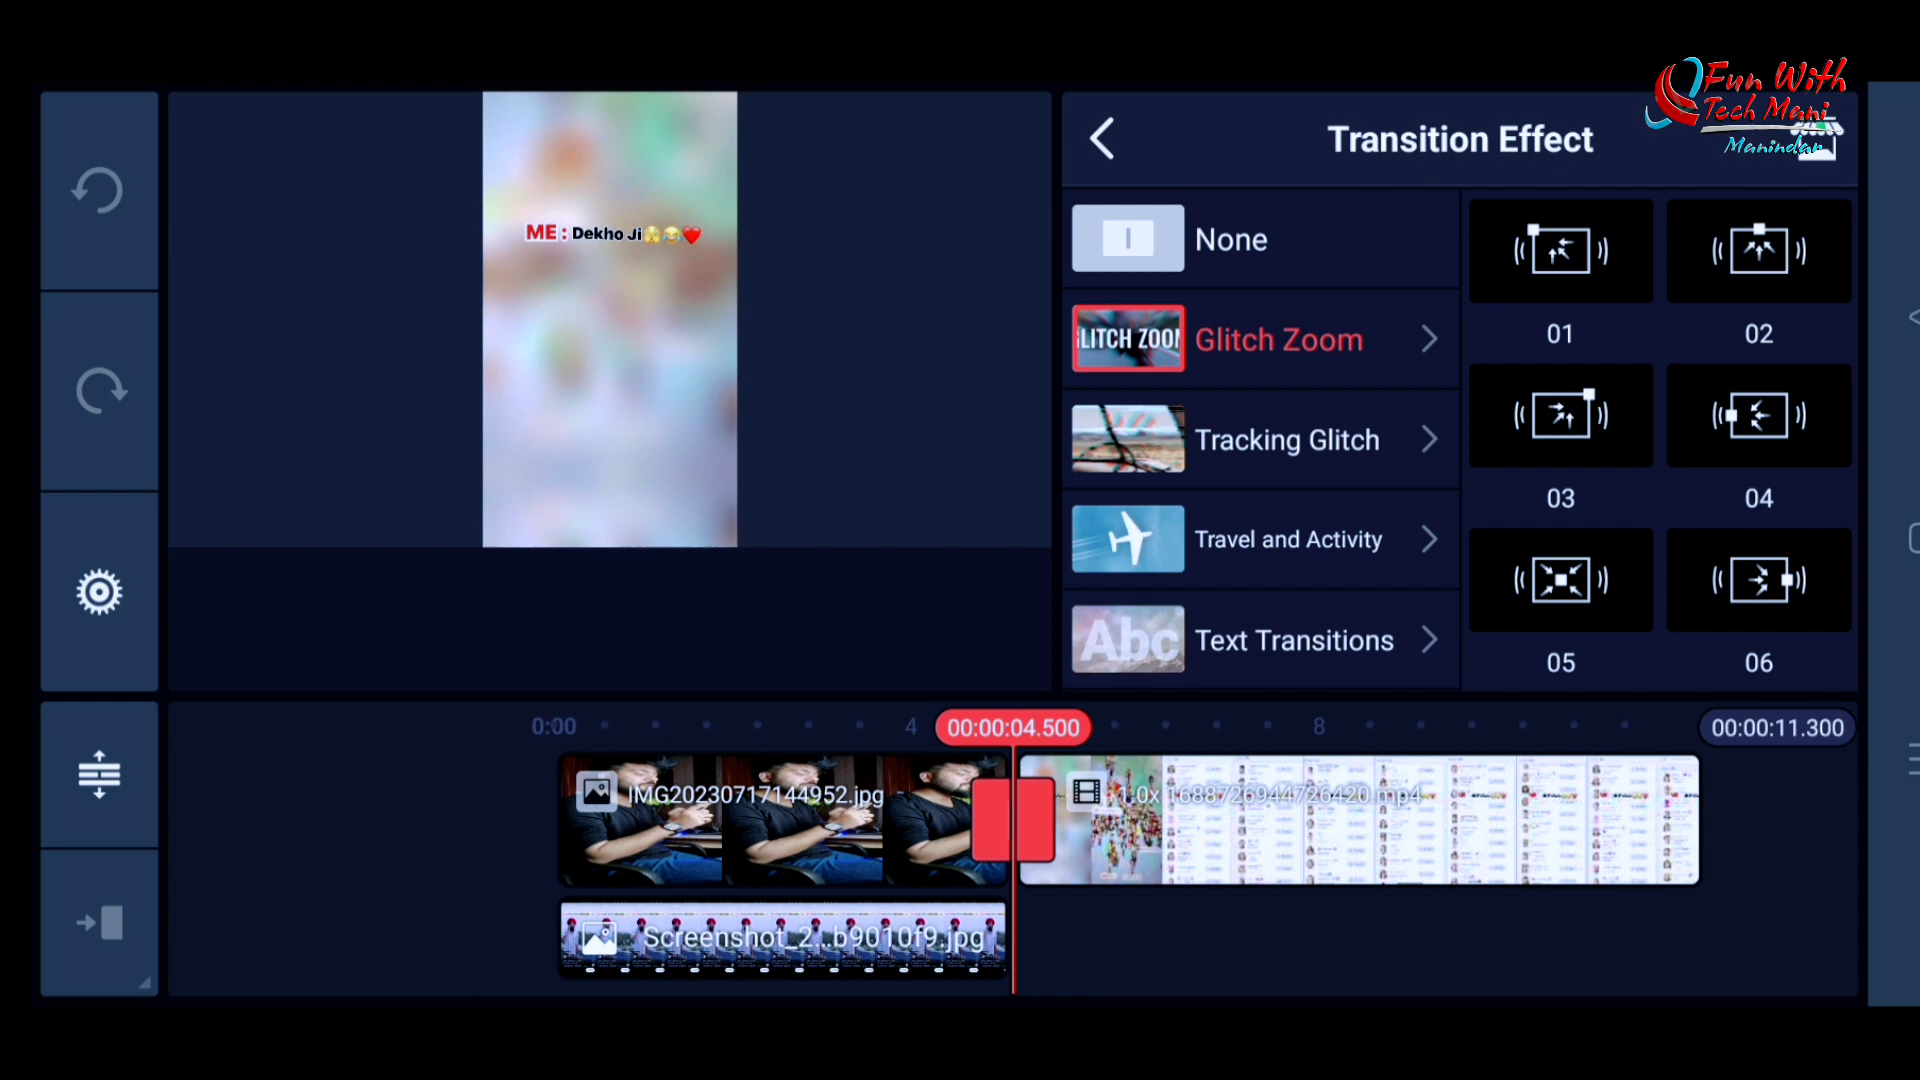 Fun With
Tech Mani
Manindar
Transition Effect
ME : Dekho Ji🫣😂❤️
None
GLITCH ZOOM
Glitch Zoom
Tracking Glitch
Travel and Activity
Abc
Text Transitions
01
02
03
04
05
06
0:00
4
00:00:04.500
8
00:00:11.300
IMG20230717144952.jpg
1.0x 1688726944726420.mp4
Screenshot_2...b9010f9.jpg